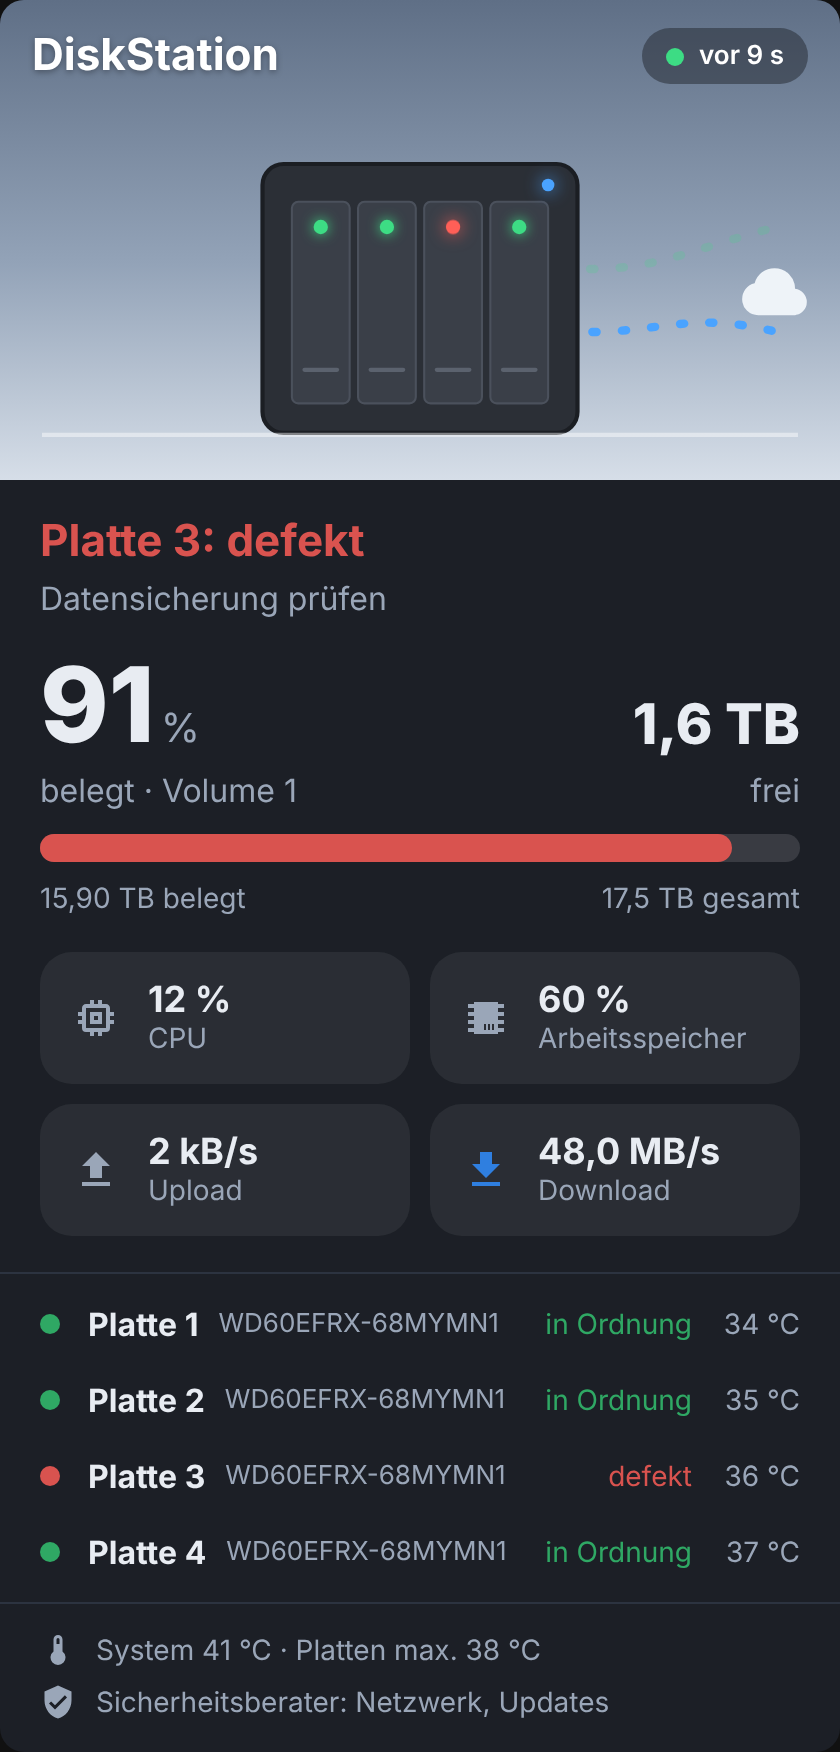 DiskStation
vor 9 s
Platte 3: defekt
Datensicherung prüfen
91 %
1,6 TB
belegt · Volume 1
frei
15,90 TB belegt
17,5 TB gesamt
12 %
CPU
60 %
Arbeitsspeicher
2 kB/s
Upload
48,0 MB/s
Download
Platte 1 WD60EFRX-68MYMN1 in Ordnung 34 °C
Platte 2 WD60EFRX-68MYMN1 in Ordnung 35 °C
Platte 3 WD60EFRX-68MYMN1 defekt 36 °C
Platte 4 WD60EFRX-68MYMN1 in Ordnung 37 °C
System 41 °C · Platten max. 38 °C
Sicherheitsberater: Netzwerk, Updates